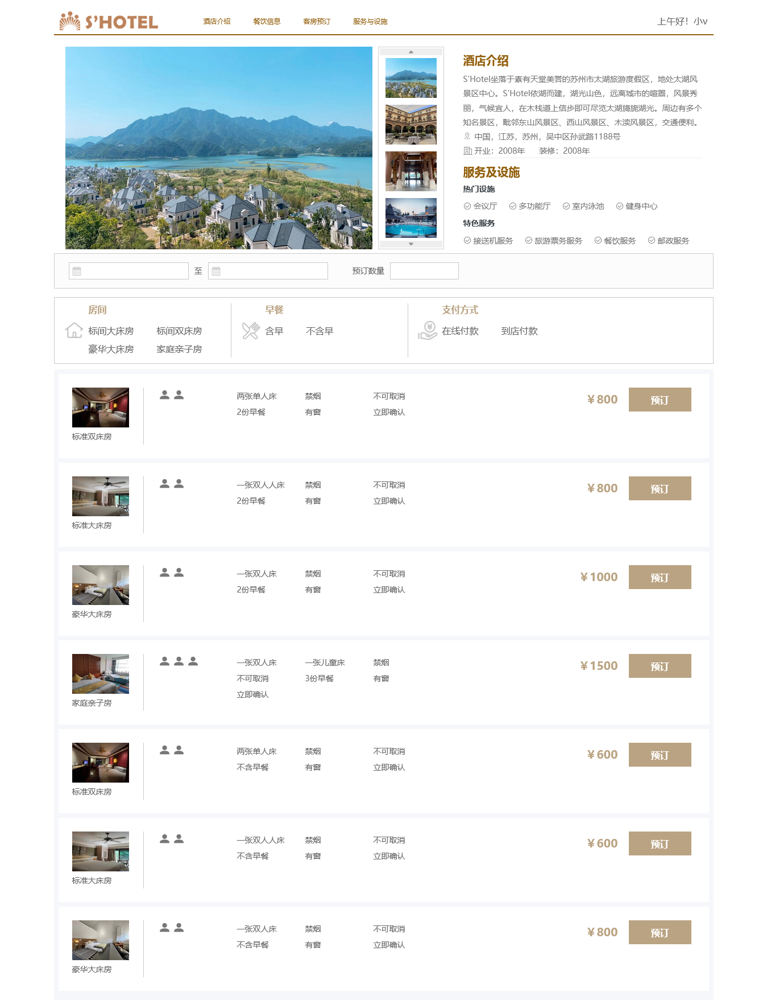 S'HOTEL
酒店介绍 餐饮信息 客房预订 服务与设施
上午好！小v
酒店介绍
S'Hotel坐落于素有天堂美誉的苏州市太湖旅游度假区，地处太湖风
景区中心。S'Hotel依湖而建，湖光山色，远离城市的喧嚣，风景秀
丽，气候宜人，在木栈道上信步即可尽览太湖旖旎湖光。周边有多个
知名景区，毗邻东山风景区、西山风景区、木渎风景区，交通便利。
中国，江苏，苏州，吴中区孙武路1188号
开业：2008年 装修：2008年
服务及设施
热门设施
会议厅 多功能厅 室内泳池 健身中心
特色服务
接送机服务 旅游票务服务 餐饮服务 邮政服务
至 预订数量
房间
标间大床房 标间双床房
豪华大床房 家庭亲子房
早餐
含早 不含早
支付方式
在线付款 到店付款
两张单人床 禁烟 不可取消
2份早餐 有窗 立即确认
标准双床房
￥800 预订
一张双人人床 禁烟 不可取消
2份早餐 有窗 立即确认
标准大床房
￥800 预订
一张双人床 禁烟 不可取消
2份早餐 有窗 立即确认
豪华大床房
￥1000 预订
一张双人床 一张儿童床 禁烟
不可取消 3份早餐 有窗
立即确认
家庭亲子房
￥1500 预订
两张单人床 禁烟 不可取消
不含早餐 有窗 立即确认
标准双床房
￥600 预订
一张双人人床 禁烟 不可取消
不含早餐 有窗 立即确认
标准大床房
￥600 预订
一张双人床 禁烟 不可取消
不含早餐 有窗 立即确认
豪华大床房
￥800 预订